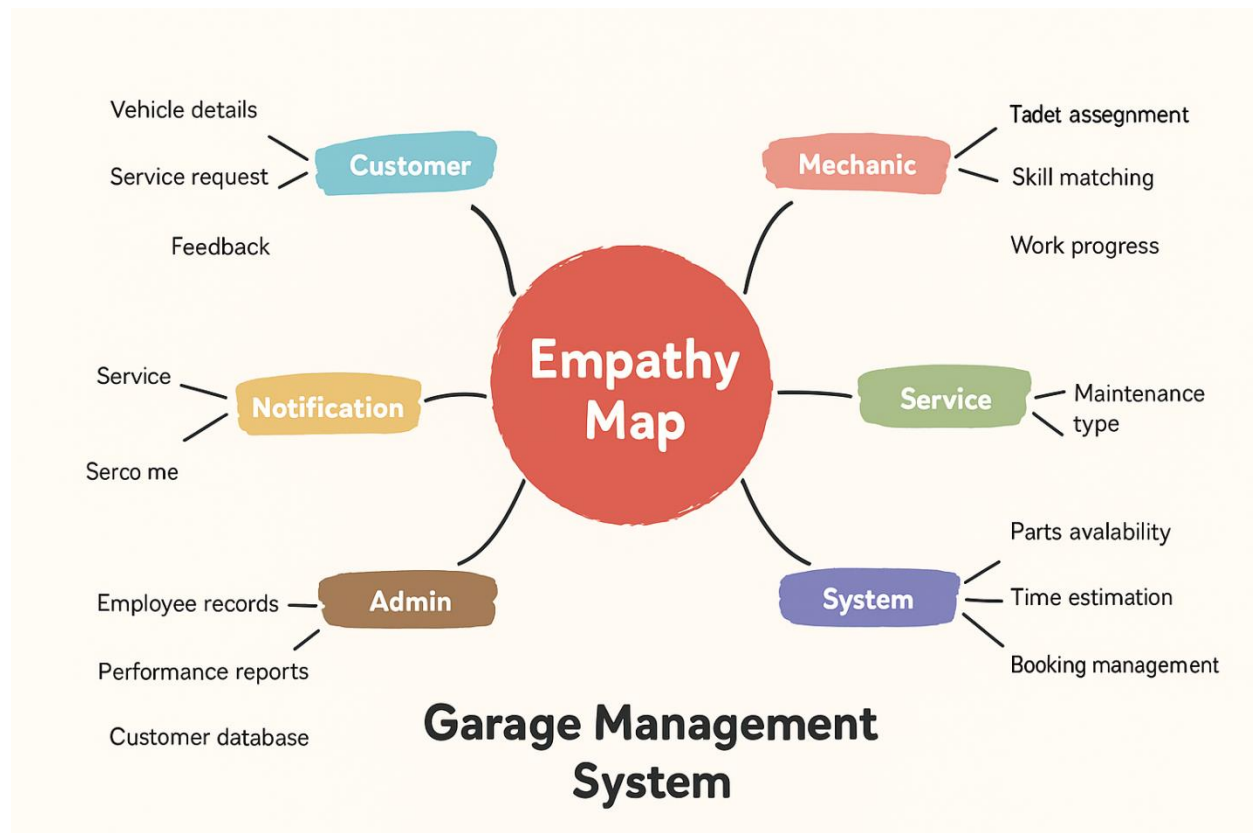 Vehicle details
Service request
Feedback
Customer
Mechanic
Tadet assegnment
Skill matching
Work progress
Empathy
Map
Service
Serco me
Notification
Service
Maintenance
type
Employee records
Performance reports
Customer database
Admin
System
Parts avalability
Time estimation
Booking management
Garage Management
System